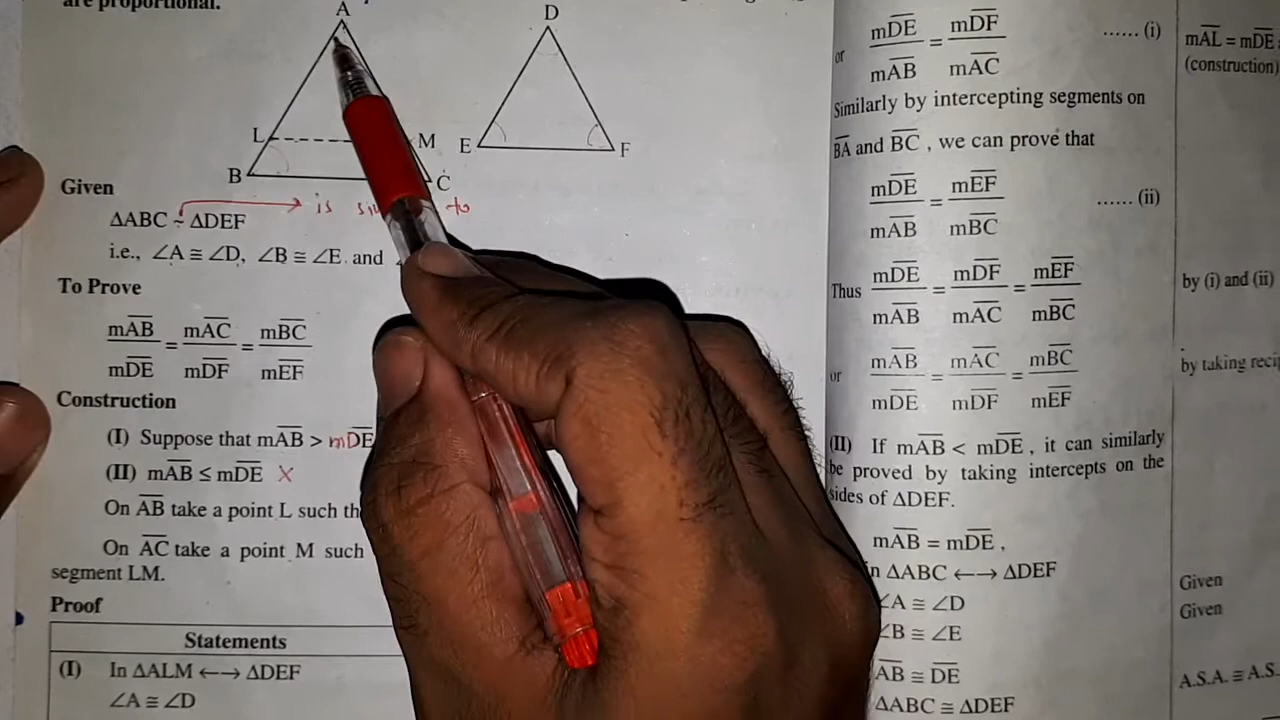 are proportional.
A
D
L
M
E
F
B
C
Given
ΔABC ~ ΔDEF
is to
i.e., ∠A ≅ ∠D, ∠B ≅ ∠E and
To Prove
mAB/mDE = mAC/mDF = mBC/mEF
Construction
(I) Suppose that mAB > mDE
(II) mAB ≤ mDE ×
On AB take a point L such
On AC take a point M such
segment LM.
Proof
Statements
(I) In ΔALM ⟷ ΔDEF
∠A ≅ ∠D
or mDE/mAB = mDF/mAC ...... (i)
mAL = mDE
(construction)
Similarly by intercepting segments on
BA and BC, we can prove that
mDE/mAB = mEF/mBC ...... (ii)
Thus mDE/mAB = mDF/mAC = mEF/mBC by (i) and (ii)
or mAB/mDE = mAC/mDF = mBC/mEF by taking
(II) If mAB < mDE, it can similarly
be proved by taking intercepts on the
sides of ΔDEF.
mAB = mDE,
ΔABC ⟷ ΔDEF
∠A ≅ ∠D Given
∠B ≅ ∠E Given
AB ≅ DE
ΔABC ≅ ΔDEF A.S.A. ≅ A.S.